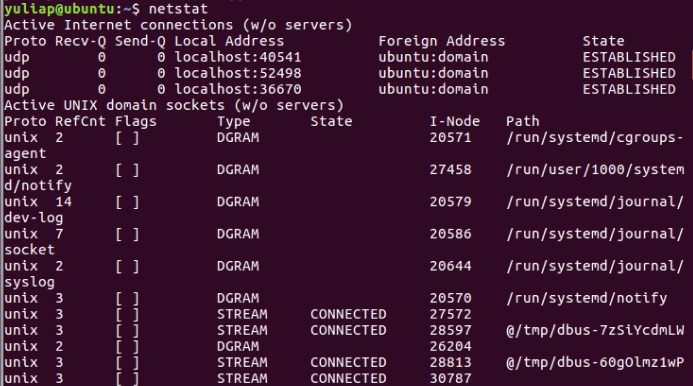 yuliap@ubuntu:~$ netstat
Active Internet connections (w/o servers)
Proto Recv-Q Send-Q Local Address           Foreign Address         State
udp        0      0 localhost:40541         ubuntu:domain           ESTABLISHED
udp        0      0 localhost:52498         ubuntu:domain           ESTABLISHED
udp        0      0 localhost:36670         ubuntu:domain           ESTABLISHED
Active UNIX domain sockets (w/o servers)
Proto RefCnt Flags       Type       State         I-Node   Path
unix  2      [ ]         DGRAM                    20571    /run/systemd/cgroups-
agent
unix  2      [ ]         DGRAM                    27458    /run/user/1000/system
d/notify
unix  14     [ ]         DGRAM                    20579    /run/systemd/journal/
dev-log
unix  7      [ ]         DGRAM                    20586    /run/systemd/journal/
socket
unix  2      [ ]         DGRAM                    20644    /run/systemd/journal/
syslog
unix  3      [ ]         DGRAM                    20570    /run/systemd/notify
unix  3      [ ]         STREAM     CONNECTED     27572
unix  3      [ ]         STREAM     CONNECTED     28597    @/tmp/dbus-7zSiYcdmLW
unix  2      [ ]         DGRAM                    26204
unix  3      [ ]         STREAM     CONNECTED     28813    @/tmp/dbus-60gOlmz1wP
unix  3      [ ]         STREAM     CONNECTED     30787